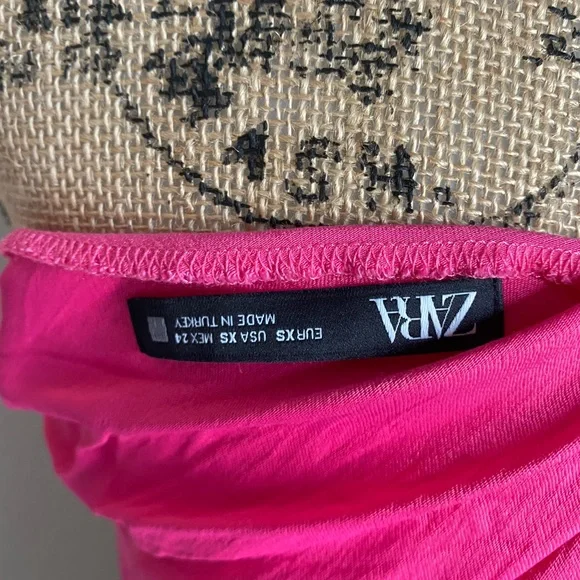 ZARA
EUR XS USA XS MEX 24
MADE IN TURKEY